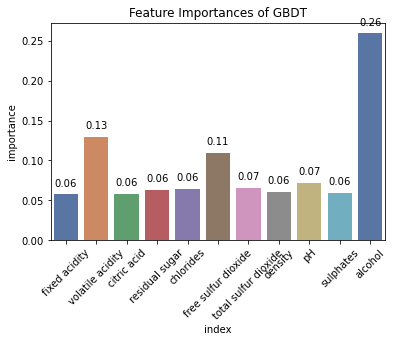 Feature Importances of GBDT
importance
0.25
0.20
0.15
0.10
0.05
0.00
0.06
0.13
0.06
0.06
0.06
0.11
0.07
0.06
0.07
0.06
0.26
fixed acidity
volatile acidity
citric acid
residual sugar
chlorides
free sulfur dioxide
total sulfur dioxide
density
pH
sulphates
alcohol
index